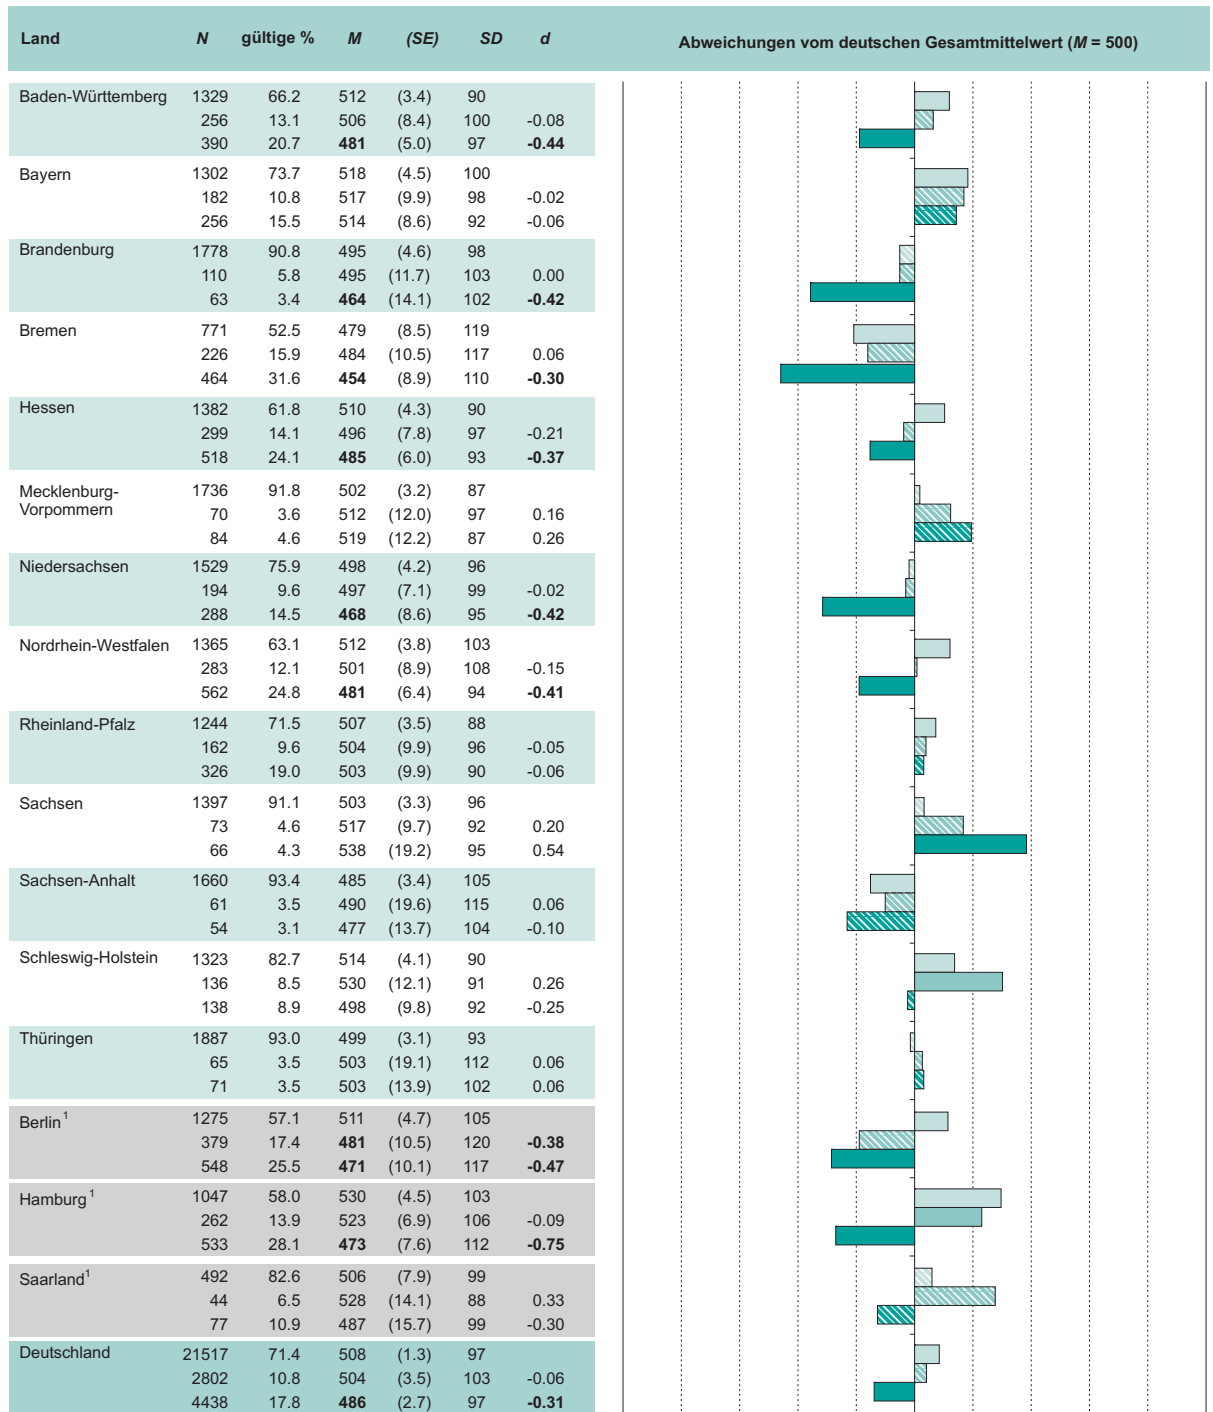 Land N gültige % M (SE) SD d Abweichungen vom deutschen Gesamtmittelwert (M = 500)
Baden-Württemberg 1329 66.2 512 (3.4) 90
256 13.1 506 (8.4) 100 -0.08
390 20.7 481 (5.0) 97 -0.44
Bayern 1302 73.7 518 (4.5) 100
182 10.8 517 (9.9) 98 -0.02
256 15.5 514 (8.6) 92 -0.06
Brandenburg 1778 90.8 495 (4.6) 98
110 5.8 495 (11.7) 103 0.00
63 3.4 464 (14.1) 102 -0.42
Bremen 771 52.5 479 (8.5) 119
226 15.9 484 (10.5) 117 0.06
464 31.6 454 (8.9) 110 -0.30
Hessen 1382 61.8 510 (4.3) 90
299 14.1 496 (7.8) 97 -0.21
518 24.1 485 (6.0) 93 -0.37
Mecklenburg- 1736 91.8 502 (3.2) 87
Vorpommern 70 3.6 512 (12.0) 97 0.16
84 4.6 519 (12.2) 87 0.26
Niedersachsen 1529 75.9 498 (4.2) 96
194 9.6 497 (7.1) 99 -0.02
288 14.5 468 (8.6) 95 -0.42
Nordrhein-Westfalen 1365 63.1 512 (3.8) 103
283 12.1 501 (8.9) 108 -0.15
562 24.8 481 (6.4) 94 -0.41
Rheinland-Pfalz 1244 71.5 507 (3.5) 88
162 9.6 504 (9.9) 96 -0.05
326 19.0 503 (9.9) 90 -0.06
Sachsen 1397 91.1 503 (3.3) 96
73 4.6 517 (9.7) 92 0.20
66 4.3 538 (19.2) 95 0.54
Sachsen-Anhalt 1660 93.4 485 (3.4) 105
61 3.5 490 (19.6) 115 0.06
54 3.1 477 (13.7) 104 -0.10
Schleswig-Holstein 1323 82.7 514 (4.1) 90
136 8.5 530 (12.1) 91 0.26
138 8.9 498 (9.8) 92 -0.25
Thüringen 1887 93.0 499 (3.1) 93
65 3.5 503 (19.1) 112 0.06
71 3.5 503 (13.9) 102 0.06
Berlin¹ 1275 57.1 511 (4.7) 105
379 17.4 481 (10.5) 120 -0.38
548 25.5 471 (10.1) 117 -0.47
Hamburg¹ 1047 58.0 530 (4.5) 103
262 13.9 523 (6.9) 106 -0.09
533 28.1 473 (7.6) 112 -0.75
Saarland¹ 492 82.6 506 (7.9) 99
44 6.5 528 (14.1) 88 0.33
77 10.9 487 (15.7) 99 -0.30
Deutschland 21517 71.4 508 (1.3) 97
2802 10.8 504 (3.5) 103 -0.06
4438 17.8 486 (2.7) 97 -0.31